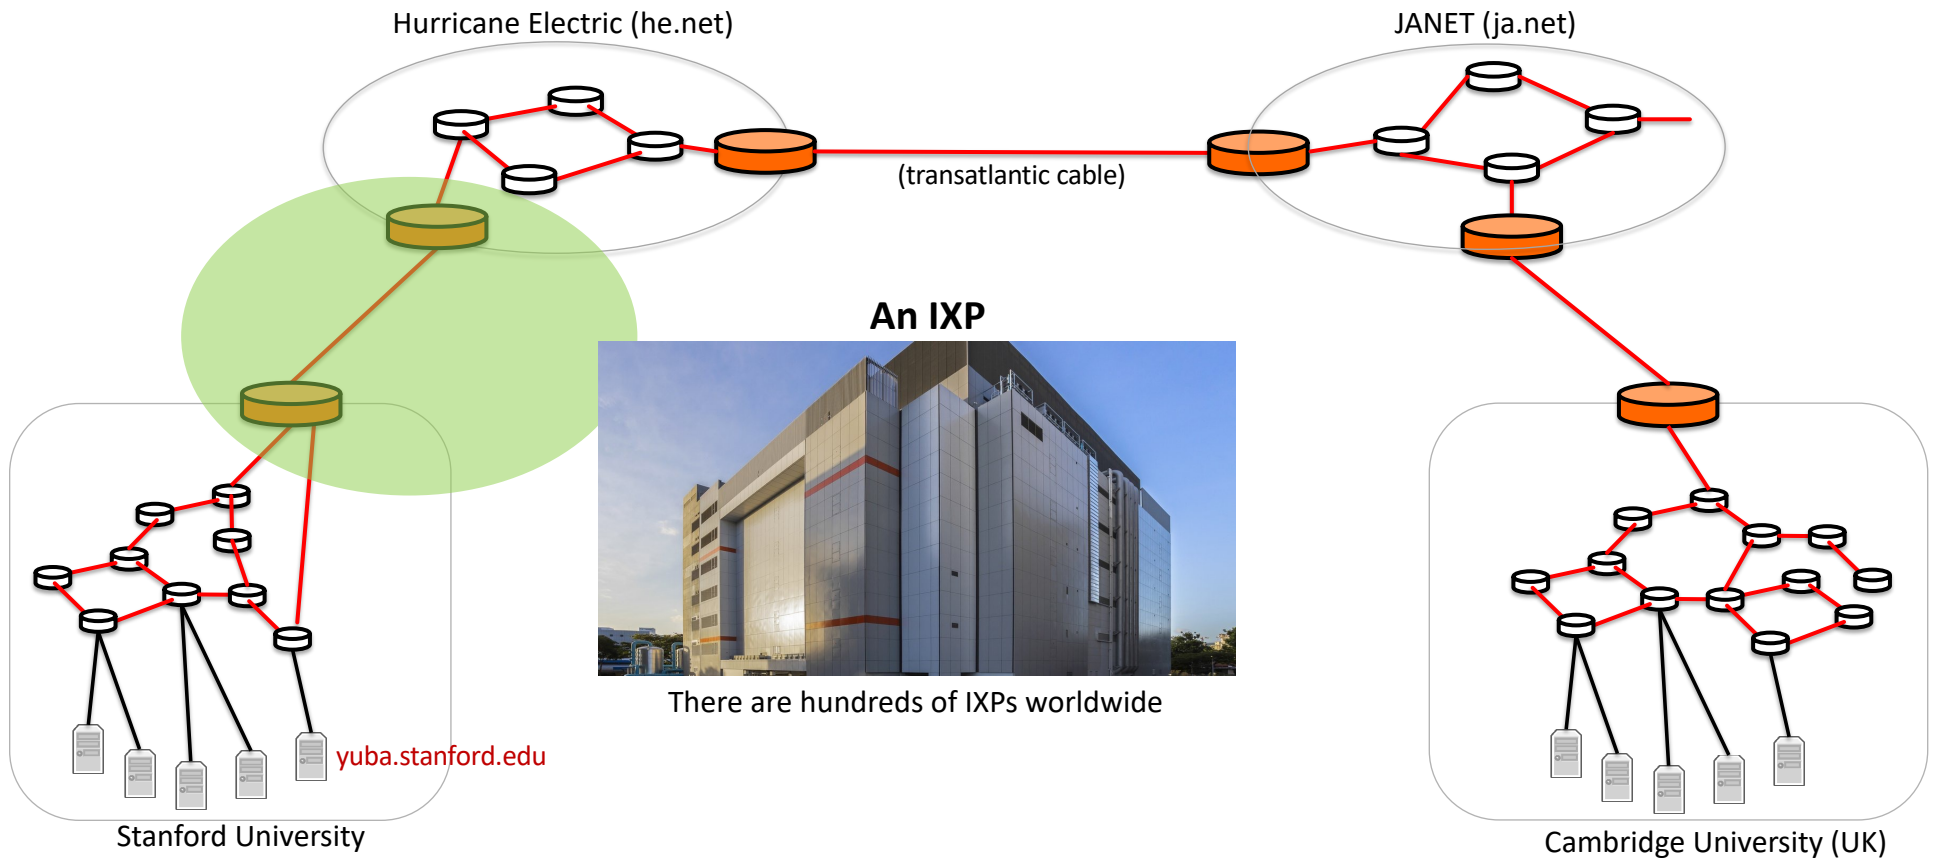 Hurricane Electric (he.net)
JANET (ja.net)
(transatlantic cable)
An IXP
There are hundreds of IXPs worldwide
yuba.stanford.edu
Stanford University
Cambridge University (UK)